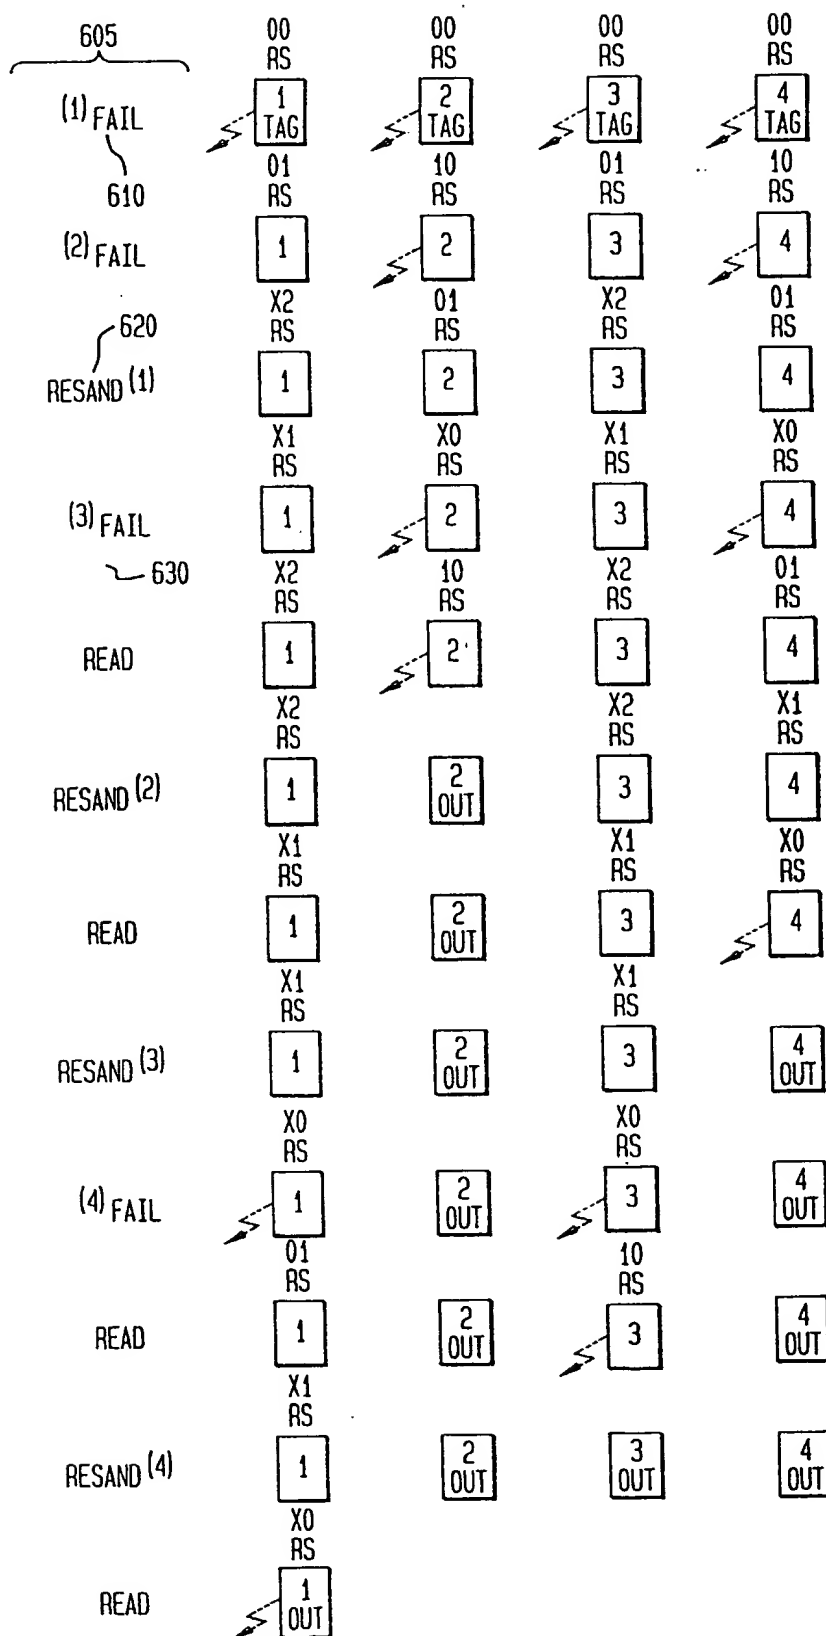 605 00 00 00 00
RS RS RS RS
(1) FAIL 1 2 3 4
TAG TAG TAG TAG
610 01 10 01 10
RS RS RS RS
(2) FAIL 1 2 3 4
X2 01 X2 01
620 RS RS RS RS
RESAND (1) 1 2 3 4
X1 X0 X1 X0
RS RS RS RS
(3) FAIL 1 2 3 4
630 X2 10 X2 01
RS RS RS RS
READ 1 2 3 4
X2 X2 X1
RS RS RS
RESAND (2) 1 2 3 4
OUT
X1 X1 X0
RS RS RS
READ 1 2 3 4
OUT
X1 X1
RS RS
RESAND (3) 1 2 3 4
OUT OUT
X0 X0
RS RS
(4) FAIL 1 2 3 4
OUT OUT
01 10
RS RS
READ 1 2 3 4
OUT OUT
X1
RS
RESAND (4) 1 2 3 4
OUT OUT OUT
X0
RS
READ 1
OUT